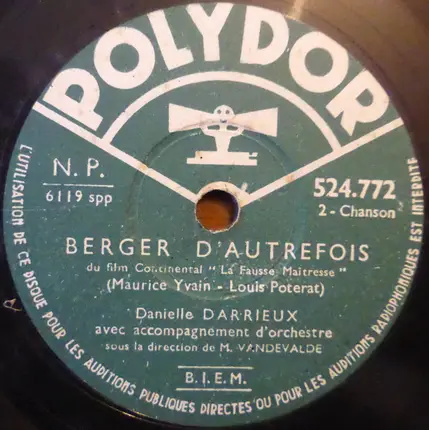 POLYDOR
N. P.
6119 spp
524.772
2 - Chanson
BERGER D'AUTREFOIS
du film Continental " La Fausse Maîtresse "
(Maurice Yvain - Louis Poterat)
Danielle DARRIEUX
avec accompagnement d'orchestre
sous la direction de M. VANDEVALDE
B.I.E.M.
L'UTILISATION DE CE DISQUE POUR LES AUDITIONS PUBLIQUES DIRECTES OU POUR LES AUDITIONS RADIOPHONIQUES EST INTERDITE